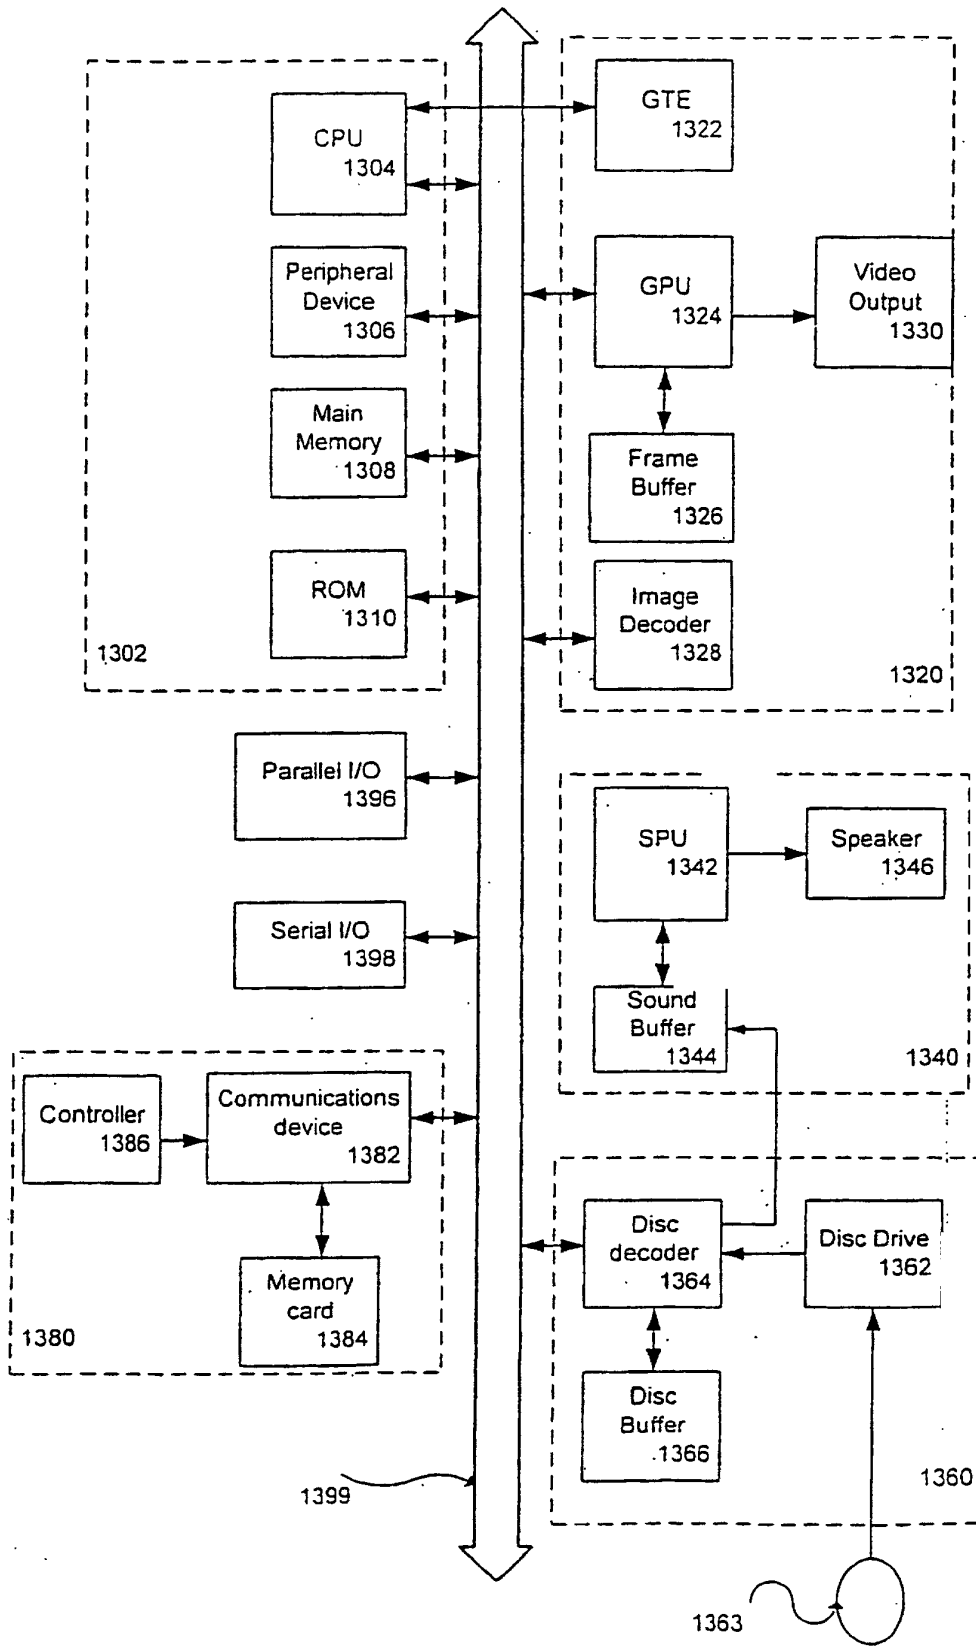 CPU
1304
Peripheral
Device
1306
Main
Memory
1308
ROM
1310
1302
GTE
1322
GPU
1324
Video
Output
1330
Frame
Buffer
1326
Image
Decoder
1328
1320
Parallel I/O
1396
Serial I/O
1398
SPU
1342
Speaker
1346
Sound
Buffer
1344
1340
Controller
1386
Communications
device
1382
Memory
card
1384
1380
Disc
decoder
1364
Disc Drive
1362
Disc
Buffer
1366
1360
1399
1363